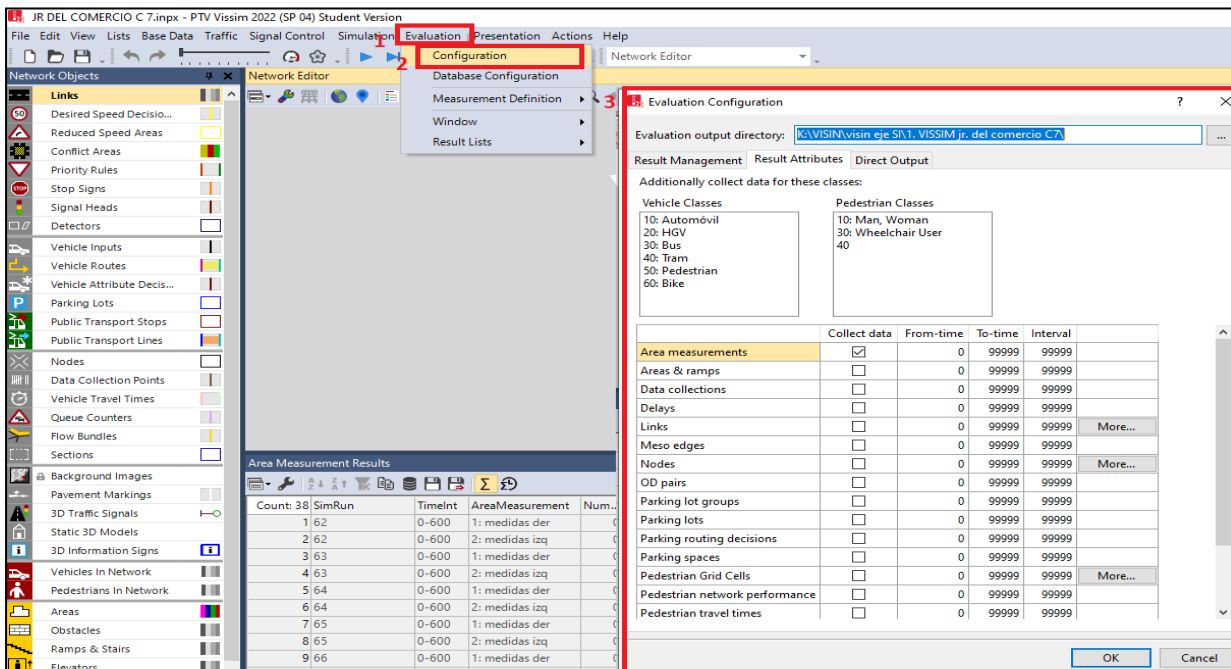 JR DEL COMERCIO C 7.inpx - PTV Vissim 2022 (SP 04) Student Version
File Edit View Lists Base Data Traffic Signal Control Simulation Evaluation Presentation Actions Help
1
2
3
Configuration
Database Configuration
Measurement Definition
Window
Result Lists
Network Editor
Network Objects
Links
50 Desired Speed Decisio...
Reduced Speed Areas
Conflict Areas
Priority Rules
STOP Stop Signs
Signal Heads
Detectors
Vehicle Inputs
Vehicle Routes
Vehicle Attribute Decis...
P Parking Lots
Public Transport Stops
Public Transport Lines
Nodes
Data Collection Points
Vehicle Travel Times
Queue Counters
Flow Bundles
Sections
Background Images
Pavement Markings
3D Traffic Signals
Static 3D Models
3D Information Signs
Vehicles In Network
Pedestrians In Network
Areas
Obstacles
Ramps & Stairs
Elevators
Network Editor
Area Measurement Results
Count: 38 SimRun TimeInt AreaMeasurement Num...
1 62 0-600 1: medidas der
2 62 0-600 2: medidas izq
3 63 0-600 1: medidas der
4 63 0-600 2: medidas izq
5 64 0-600 1: medidas der
6 64 0-600 2: medidas izq
7 65 0-600 1: medidas der
8 65 0-600 2: medidas izq
9 66 0-600 1: medidas der
Evaluation Configuration ? ×
Evaluation output directory: K:\VISIN\visin eje SI\1. VISSIM jr. del comercio C7\ ...
Result Management Result Attributes Direct Output
Additionally collect data for these classes:
Vehicle Classes Pedestrian Classes
10: Automóvil
20: HGV
30: Bus
40: Tram
50: Pedestrian
60: Bike
10: Man, Woman
30: Wheelchair User
40
Collect data From-time To-time Interval
Area measurements 0 99999 99999
Areas & ramps 0 99999 99999
Data collections 0 99999 99999
Delays 0 99999 99999
Links 0 99999 99999 More...
Meso edges 0 99999 99999
Nodes 0 99999 99999 More...
OD pairs 0 99999 99999
Parking lot groups 0 99999 99999
Parking lots 0 99999 99999
Parking routing decisions 0 99999 99999
Parking spaces 0 99999 99999
Pedestrian Grid Cells 0 99999 99999 More...
Pedestrian network performance 0 99999 99999
Pedestrian travel times 0 99999 99999
OK Cancel